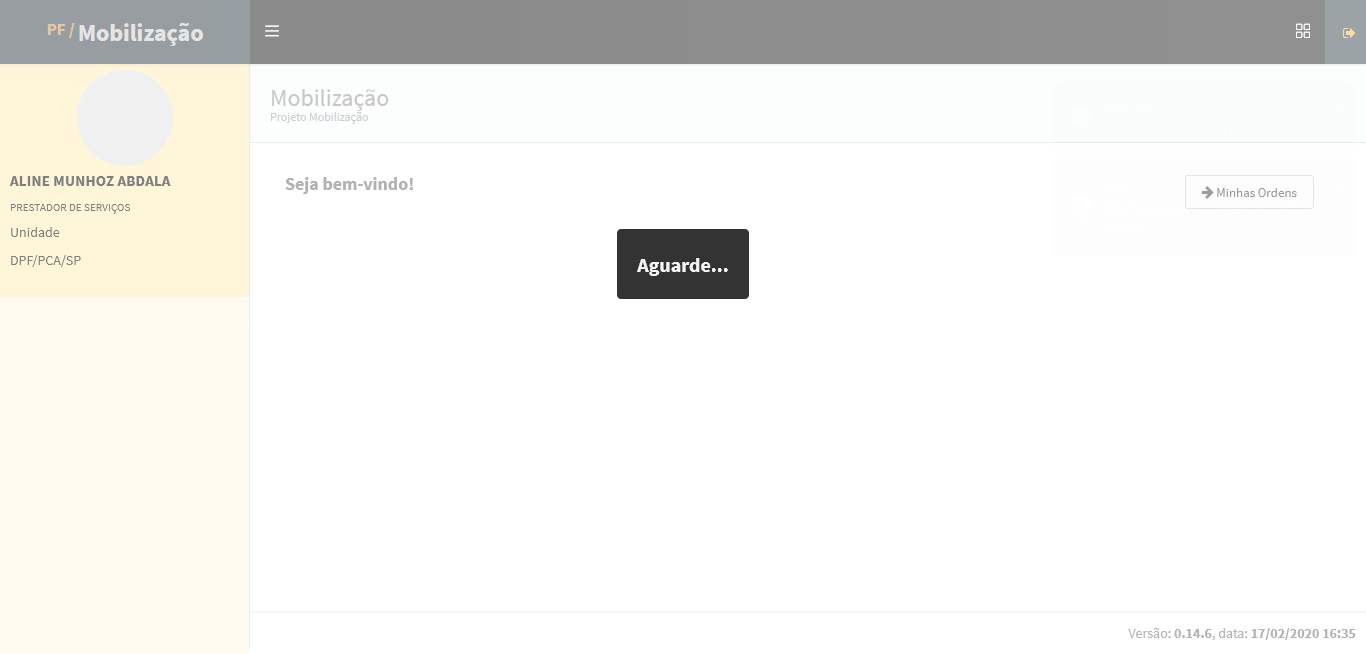 PF / Mobilização
Mobilização
Projeto Mobilização
ALINE MUNHOZ ABDALA
PRESTADOR DE SERVIÇOS
Unidade
DPF/PCA/SP
Seja bem-vindo!
Minhas Ordens
Aguarde...
Versão: 0.14.6, data: 17/02/2020 16:35